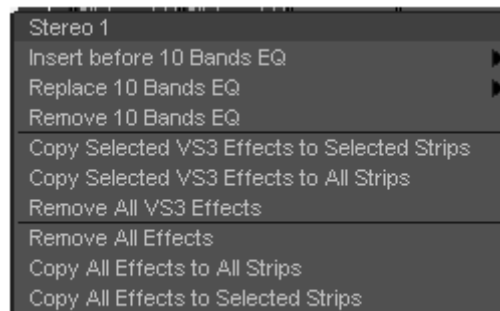 Stereo 1
Insert before 10 Bands EQ
Replace 10 Bands EQ
Remove 10 Bands EQ
Copy Selected VS3 Effects to Selected Strips
Copy Selected VS3 Effects to All Strips
Remove All VS3 Effects
Remove All Effects
Copy All Effects to All Strips
Copy All Effects to Selected Strips